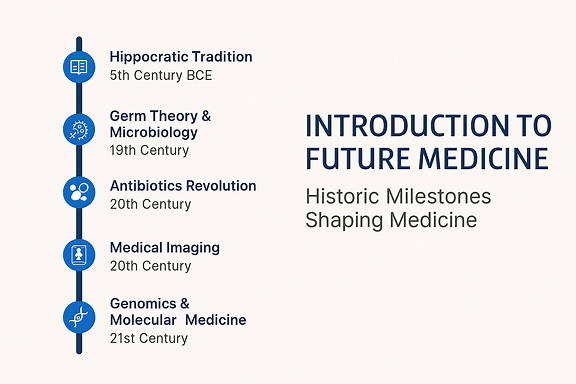 Hippocratic Tradition
5th Century BCE
Germ Theory &
Microbiology
19th Century
Antibiotics Revolution
20th Century
Medical Imaging
20th Century
Genomics &
Molecular Medicine
21st Century
INTRODUCTION TO
FUTURE MEDICINE
Historic Milestones
Shaping Medicine